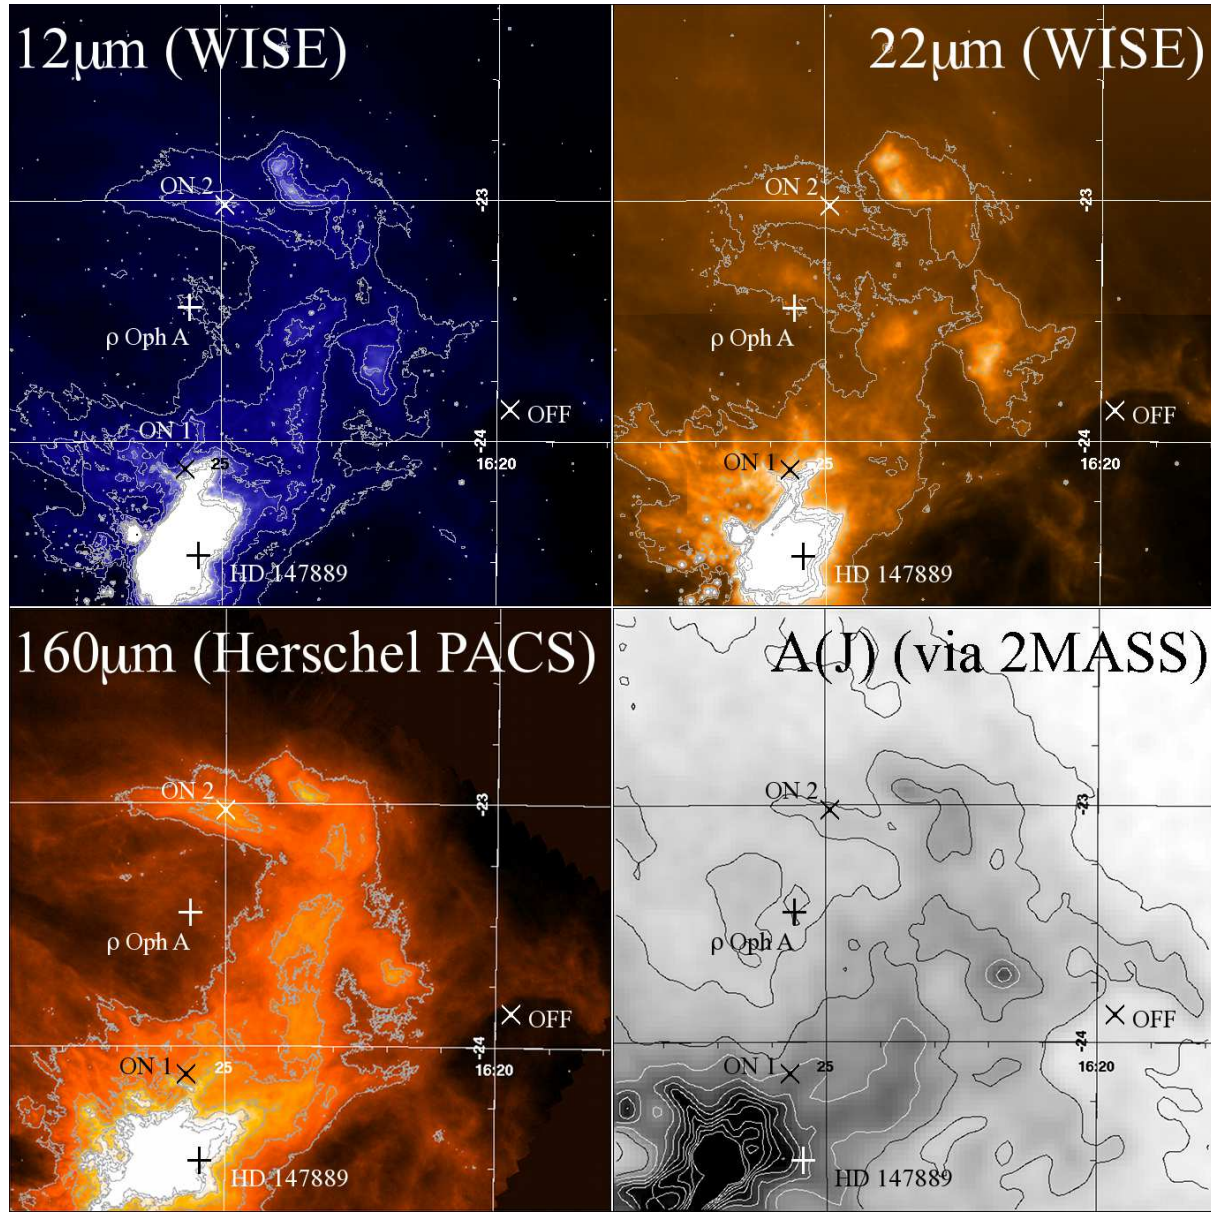 12μm (WISE)
ON 2
-23
ρ Oph A
OFF
ON 1
-24
25
16:20
HD 147889
22μm (WISE)
ON 2
-23
ρ Oph A
OFF
-24
ON 1
25
16:20
HD 147889
160μm (Herschel PACS)
ON 2
-23
ρ Oph A
OFF
-24
ON 1
25
16:20
HD 147889
A(J) (via 2MASS)
ON 2
-23
ρ Oph A
OFF
-24
ON 1
25
16:20
HD 147889